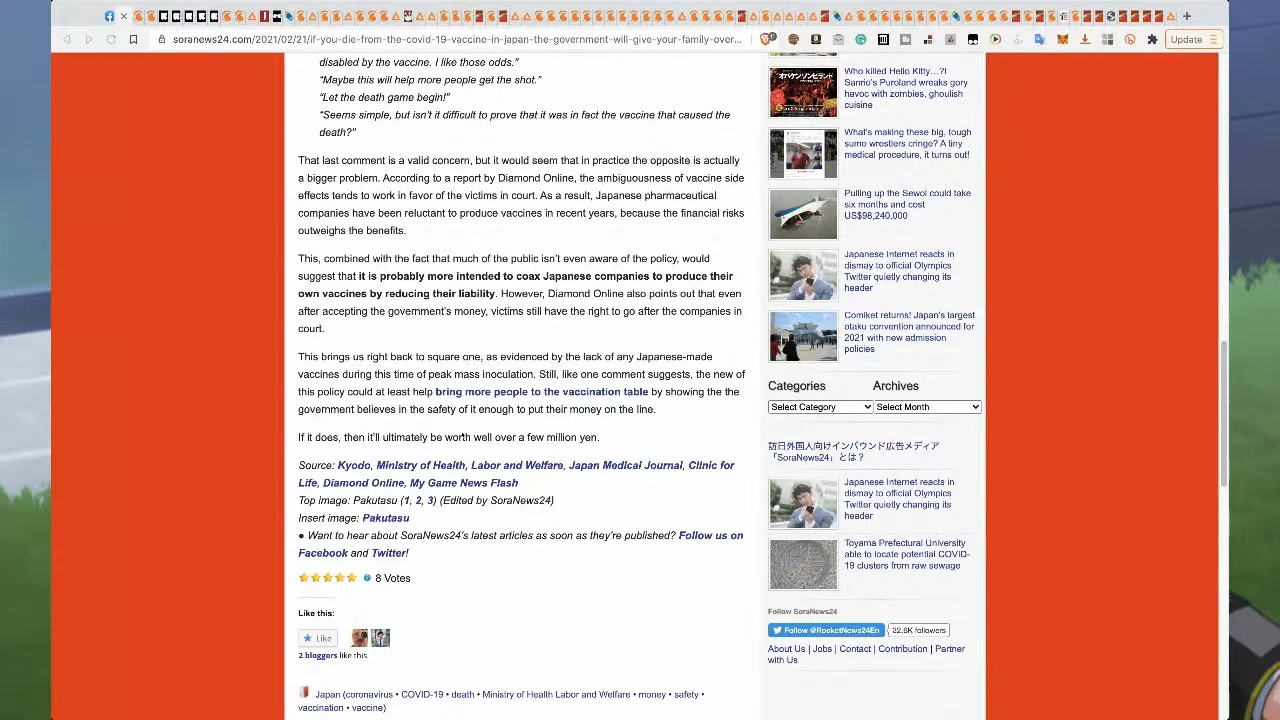 soranews24.com/2021/02/21/if-you-die-from-the-covid-19-vaccine-in-japan-the-government-will-give-your-family-over...
Update
"Maybe this will help more people get the shot."
"Let the death game begin!"
"Seems good, but isn't it difficult to prove it was in fact the vaccine that caused the
death?"
That last comment is a valid concern, but it would seem that in practice the opposite is actually
a bigger problem. According to a report by Diamond Online, the ambiguousness of vaccine side
effects tends to work in favor of the victims in court. As a result, Japanese pharmaceutical
companies have been reluctant to produce vaccines in recent years, because the financial risks
outweighs the benefits.
This, coupled with the fact that much of the public isn't even aware of the policy, would
suggest that it is probably more intended to coax Japanese companies to produce their
own vaccines by reducing their liability. However, Diamond Online also points out that even
after getting the government's money, victims still have the right to go after the companies in
court.
This brings us right back to square one, as evidenced by the lack of any Japanese-made
vaccines during this time of peak mass inoculation. Still, like one comment suggests, the new of
this policy could at least help bring more people to the vaccination table by showing the the
government believes in the safety of it enough to put their money on the line.
If it does, then it'll ultimately be worth well over a few million yen.
Source: Kyodo, Ministry of Health, Labor and Welfare, Japan Medical Journal, Clinic for
Life, Diamond Online, My Game News Flash
Top image: Pakutasu (1, 2, 3) (Edited by SoraNews24)
Insert image: Pakutasu
● Want to hear about SoraNews24's latest articles as soon as they're published? Follow us on
Facebook and Twitter!
8 Votes
Like this:
Like
2 bloggers like this.
Japan (coronavirus • COVID-19 • death • Ministry of Health Labor and Welfare • money • safety •
vaccination • vaccine)
Who killed Hello Kitty…?!
Sanrio's Puroland wreaks gory
havoc with zombies, ghoulish
cuisine
What's making these big, tough
sumo wrestlers cringe? A tiny
medical procedure, it turns out!
Pulling up the Sewol could take
six months and cost
US$98,240,000
Japanese Internet reacts in
dismay to official Olympics
Twitter quietly changing its
header
Comiket returns! Japan's largest
otaku convention announced for
2021 with new admission
policies
Categories Archives
Select Category Select Month
訪日外国人向けインバウンド広告メディア
「SoraNews24」とは？
Japanese Internet reacts in
dismay to official Olympics
Twitter quietly changing its
header
Toyama Prefectural University
able to locate potential COVID-
19 clusters from raw sewage
Follow SoraNews24
Follow @RocketNews24En 22.6K followers
About Us | Jobs | Contact | Contribution | Partner
with Us